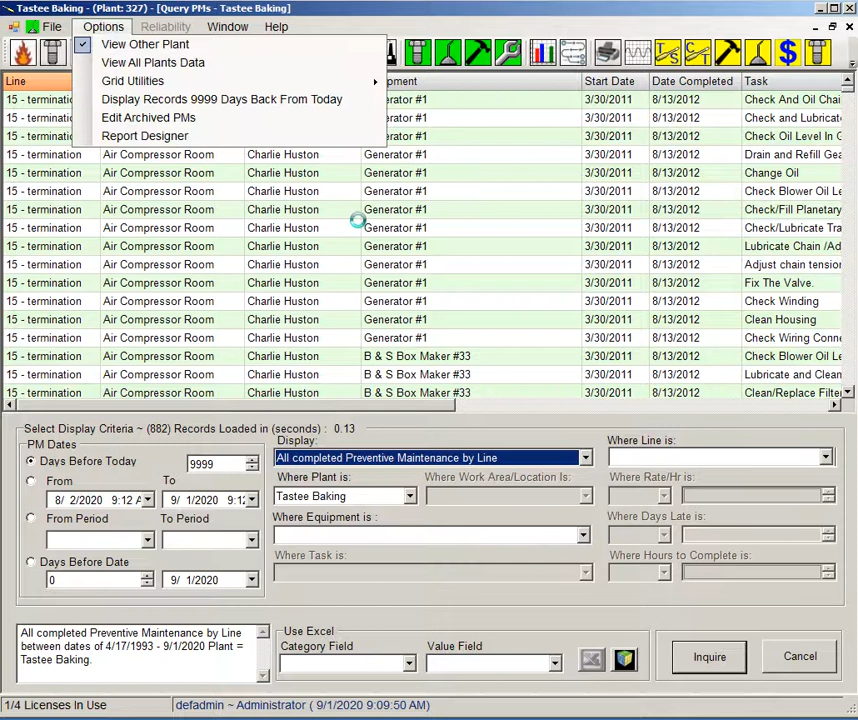 Tastee Baking - (Plant: 327) - [Query PMs - Tastee Baking]
File Options Reliability Window Help
View Other Plant
View All Plants Data
Grid Utilities
Display Records 9999 Days Back From Today
Edit Archived PMs
Report Designer
Line Start Date Date Completed Task
15 - terminatio Generator #1 3/30/2011 8/13/2012 Check And Oil Chai
15 - terminatio Generator #1 3/30/2011 8/13/2012 Check and Lubricate
15 - terminatio Generator #1 3/30/2011 8/13/2012 Check Oil Level In G
15 - termination Air Compressor Room Charlie Huston Generator #1 3/30/2011 8/13/2012 Drain and Refill Gea
15 - termination Air Compressor Room Charlie Huston Generator #1 3/30/2011 8/13/2012 Change Oil
15 - termination Air Compressor Room Charlie Huston Generator #1 3/30/2011 8/13/2012 Check Blower Oil Le
15 - termination Air Compressor Room Charlie Huston Generator #1 3/30/2011 8/13/2012 Check/Fill Planetary
15 - termination Air Compressor Room Charlie Huston Generator #1 3/30/2011 8/13/2012 Check/Lubricate Tra
15 - termination Air Compressor Room Charlie Huston Generator #1 3/30/2011 8/13/2012 Lubricate Chain /Ad
15 - termination Air Compressor Room Charlie Huston Generator #1 3/30/2011 8/13/2012 Adjust chain tension
15 - termination Air Compressor Room Charlie Huston Generator #1 3/30/2011 8/13/2012 Fix The Valve.
15 - termination Air Compressor Room Charlie Huston Generator #1 3/30/2011 8/13/2012 Check Winding
15 - termination Air Compressor Room Charlie Huston Generator #1 3/30/2011 8/13/2012 Clean Housing
15 - termination Air Compressor Room Charlie Huston Generator #1 3/30/2011 8/13/2012 Check Wiring Conne
15 - termination Air Compressor Room Charlie Huston B & S Box Maker #33 3/30/2011 8/13/2012 Check Blower Oil Le
15 - termination Air Compressor Room Charlie Huston B & S Box Maker #33 3/30/2011 8/13/2012 Lubricate and Clean
15 - termination Air Compressor Room Charlie Huston B & S Box Maker #33 3/30/2011 8/13/2012 Clean/Replace Filte
Select Display Criteria ~ (882) Records Loaded in (seconds) : 0.13
PM Dates
Days Before Today 9999
From To
8/ 2/2020 9:12 A 9/ 1/2020 9:12
From Period To Period
Days Before Date
0 9/ 1/2020
Display:
All completed Preventive Maintenance by Line
Where Line is:
Where Plant is: Where Work Area/Location Is: Where Rate/Hr is:
Tastee Baking
Where Equipment is : Where Days Late is:
Where Task is: Where Hours to Complete is:
All completed Preventive Maintenance by Line
between dates of 4/17/1993 - 9/1/2020 Plant =
Tastee Baking.
Use Excel
Category Field Value Field
Inquire Cancel
1/4 Licenses In Use defadmin ~ Administrator ( 9/1/2020 9:09:50 AM)